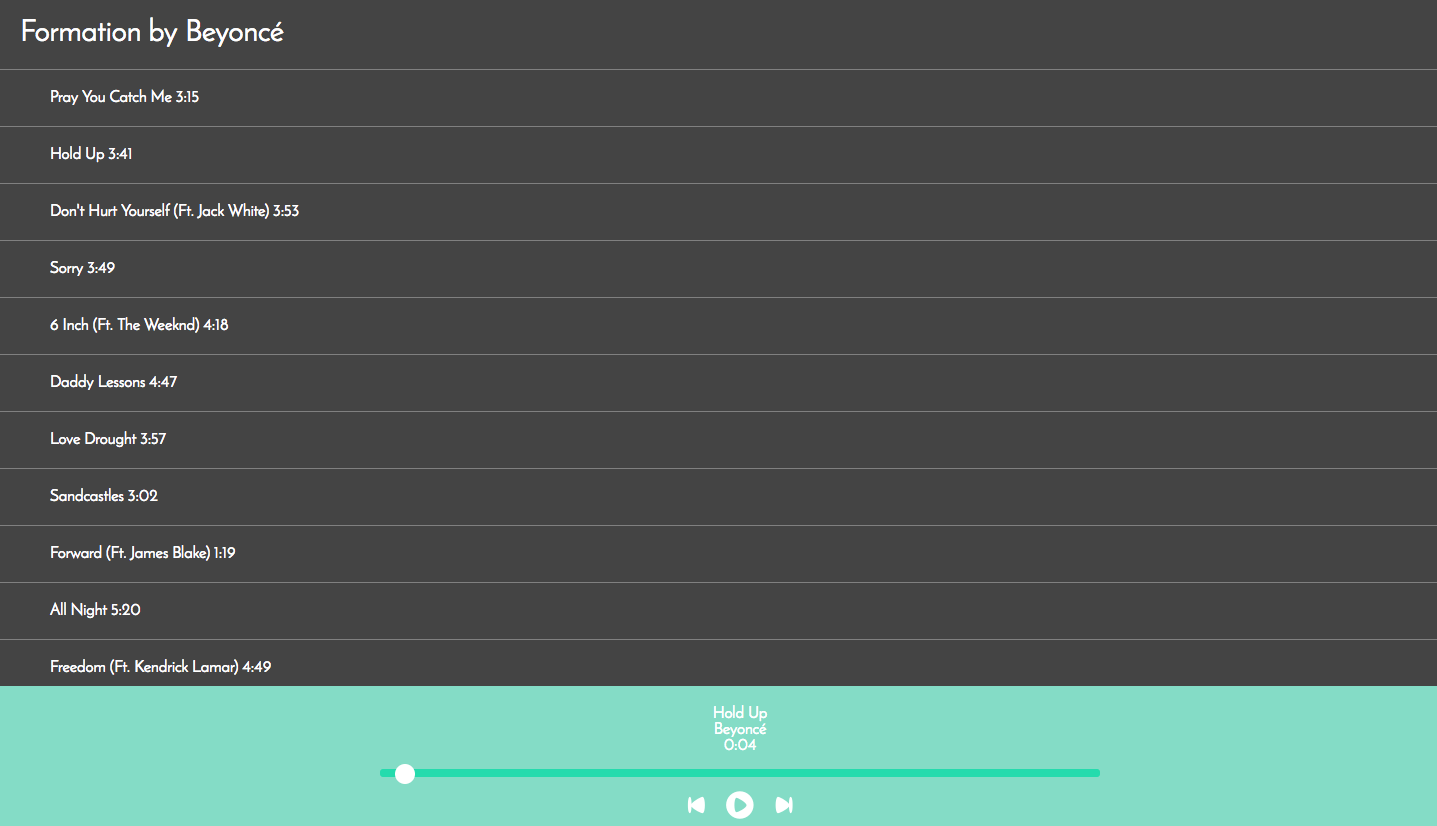 Formation by Beyoncé
Pray You Catch Me 3:15
Hold Up 3:41
Don't Hurt Yourself (Ft. Jack White) 3:53
Sorry 3:49
6 Inch (Ft. The Weeknd) 4:18
Daddy Lessons 4:47
Love Drought 3:57
Sandcastles 3:02
Forward (Ft. James Blake) 1:19
All Night 5:20
Freedom (Ft. Kendrick Lamar) 4:49
Hold Up
Beyoncé
0:04